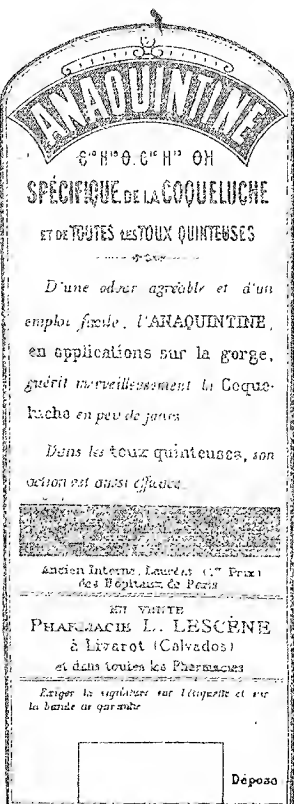 ANAQUINTINE
SPÉCIFIQUE DE LA COQUELUCHE
ET DE TOUTES LES TOUX QUINTEUSES
D'une odeur agréable et d'un
emploi facile, l'ANAQUINTINE,
en applications sur la gorge,
guérit merveilleusement la Coque-
luche en peu de jours
Dans les toux quinteuses, son
action est aussi efficace.
Ancien Interne, Lauréat (1er Prix)
des Hôpitaux de Paris
EN VENTE
PHARMACIE L. LESCÈNE
à Livarot (Calvados)
et dans toutes les Pharmacies
Exiger la signature sur l'étiquette et sur
la bande de garantie
Déposé